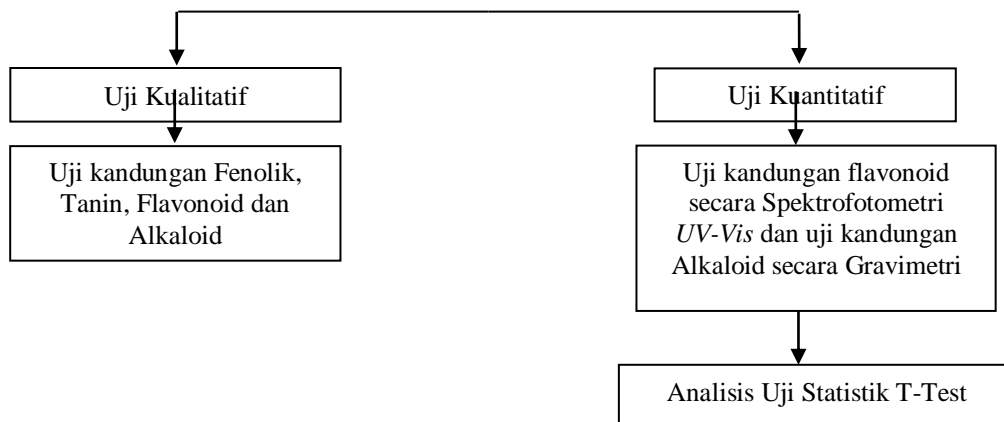 Uji Kualitatif
Uji kandungan Fenolik,
Tanin, Flavonoid dan
Alkaloid
Uji Kuantitatif
Uji kandungan flavonoid
secara Spektrofotometri
UV-Vis dan uji kandungan
Alkaloid secara Gravimetri
Analisis Uji Statistik T-Test